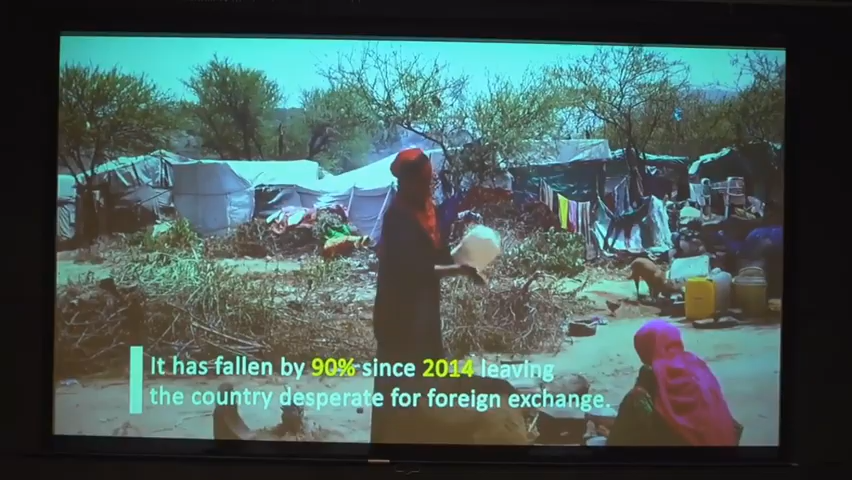 It has fallen by 90% since 2014 leaving
the country desperate for foreign exchange.